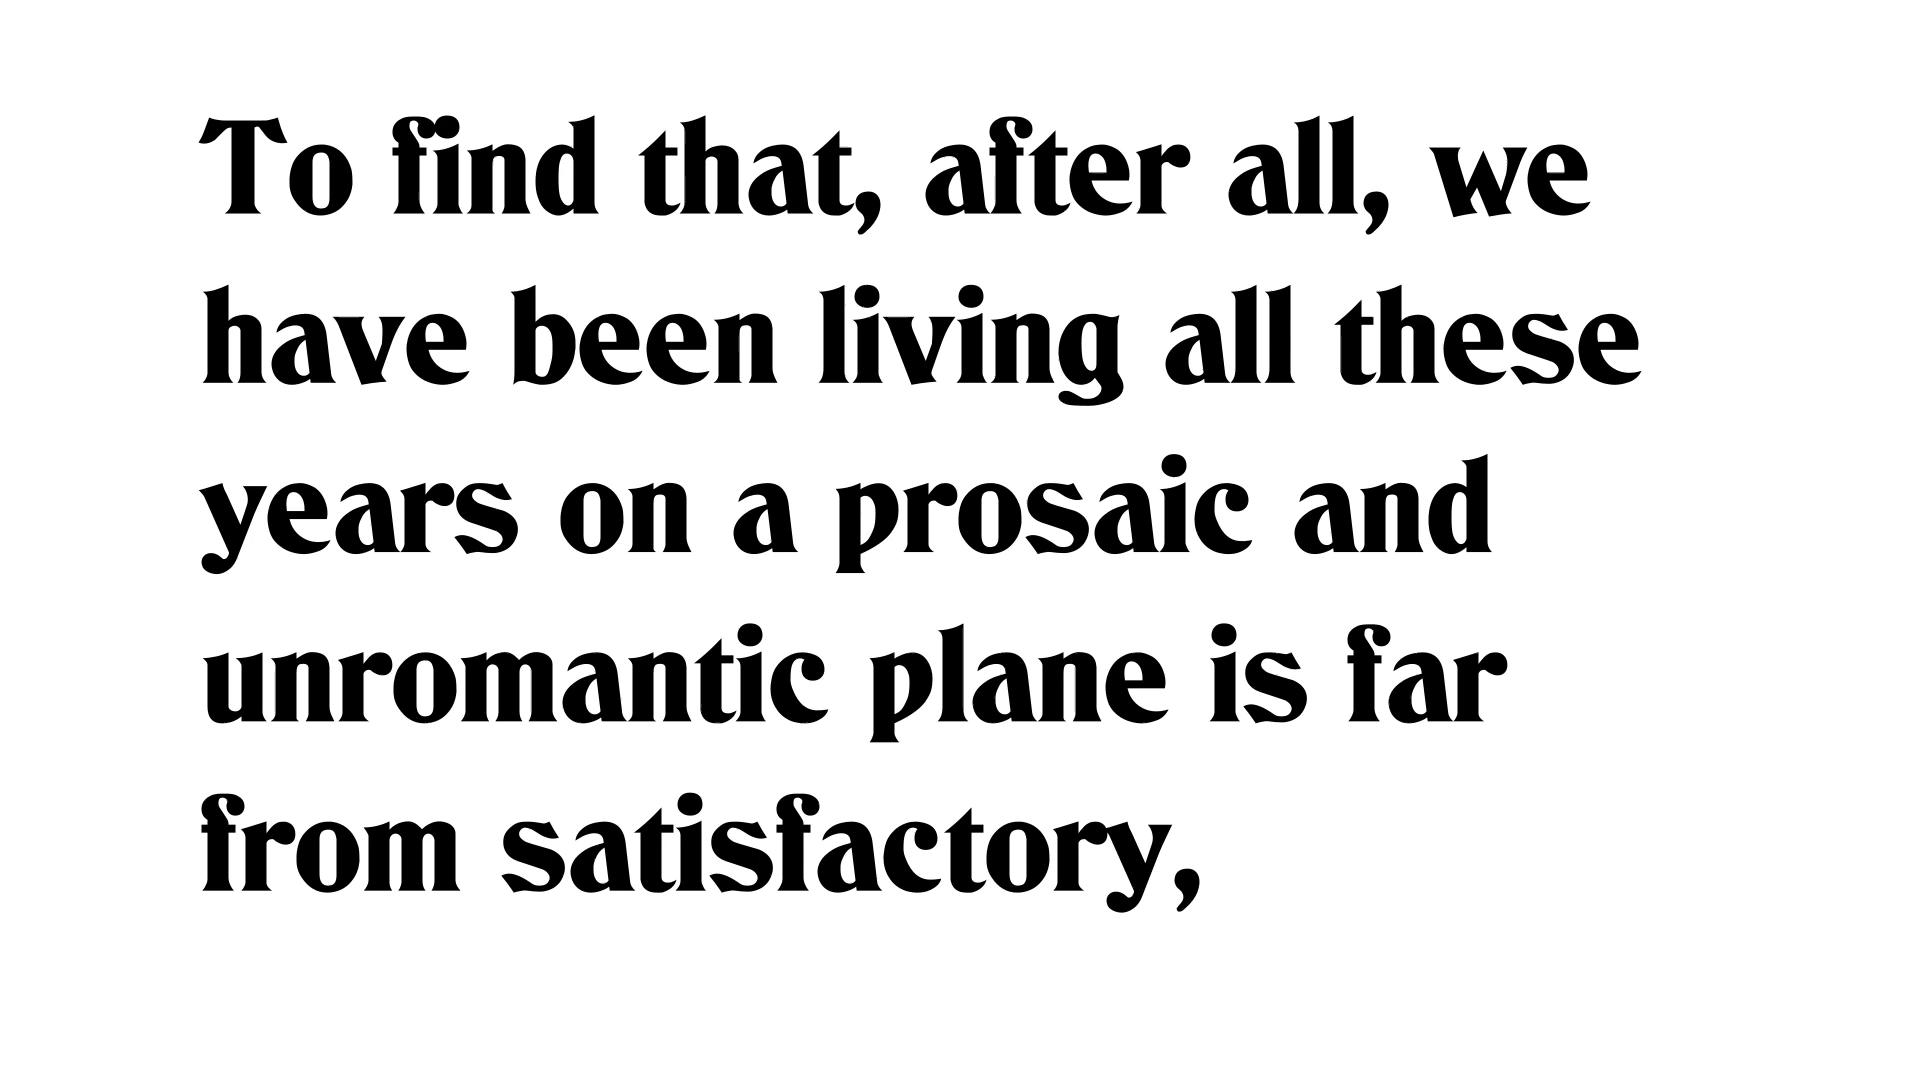 To find that, after all, we
have been living all these
years on a prosaic and
unromantic plane is far
from satisfactory,